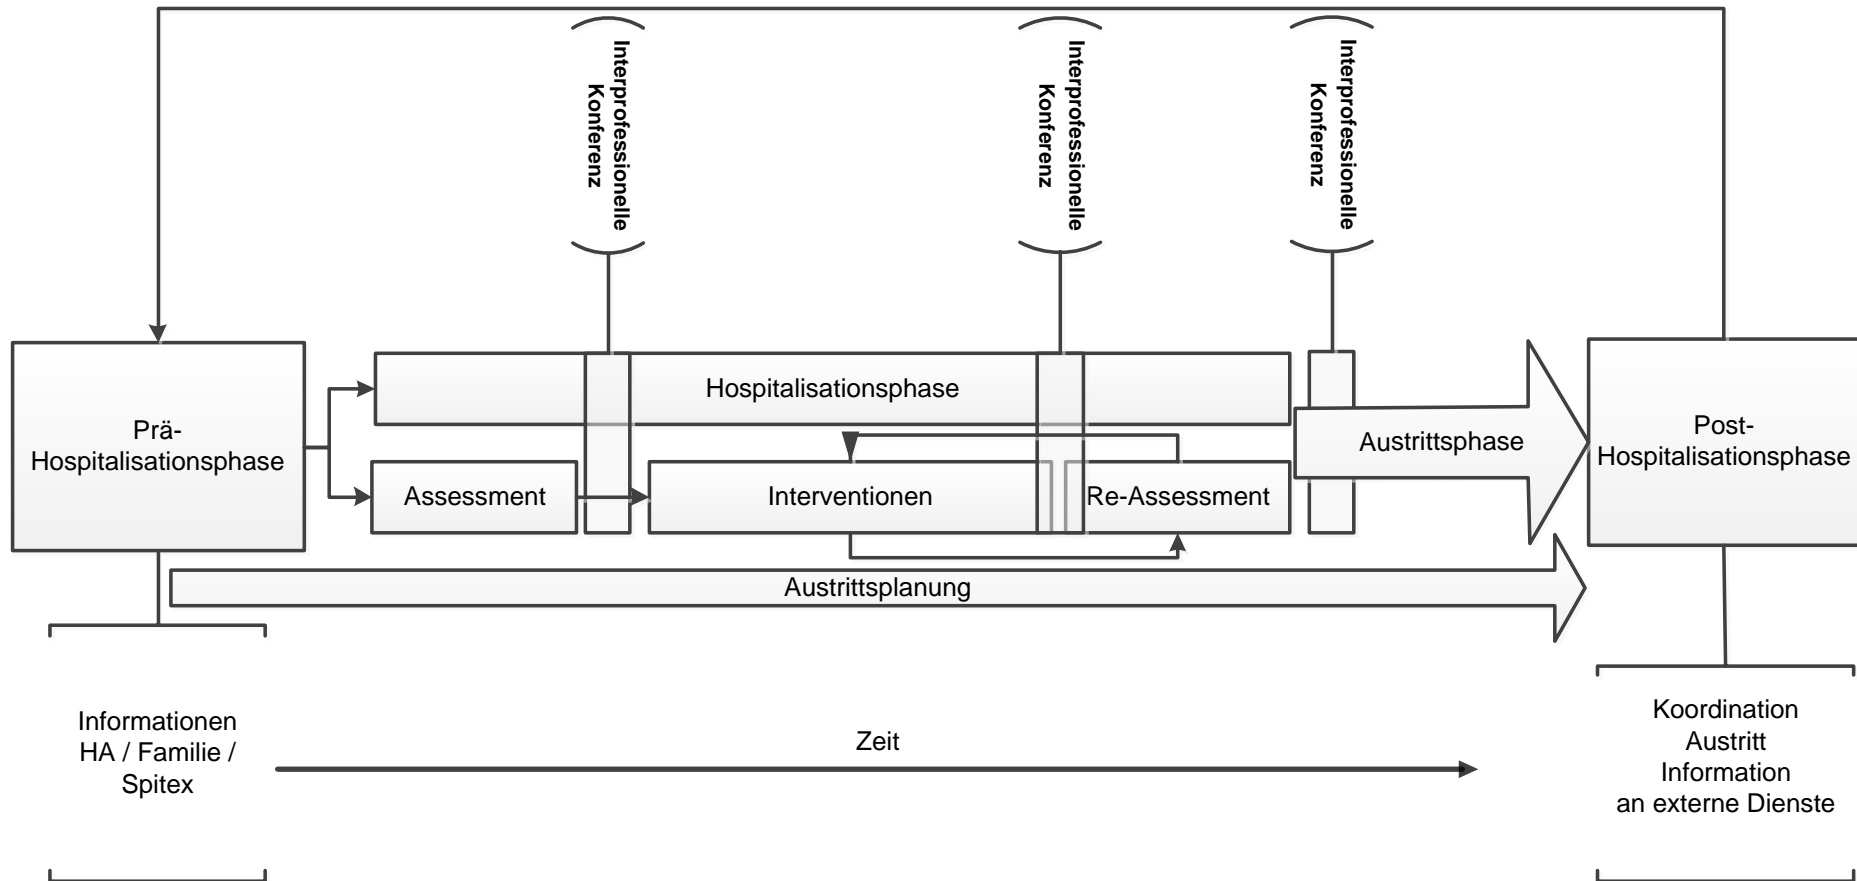 Interprofessionelle
Konferenz
Interprofessionelle
Konferenz
Interprofessionelle
Konferenz
Prä-
Hospitalisationsphase
Hospitalisationsphase
Assessment
Interventionen
Re-Assessment
Austrittsphase
Post-
Hospitalisationsphase
Austrittsplanung
Informationen
HA / Familie /
Spitex
Zeit
Koordination
Austritt
Information
an externe Dienste